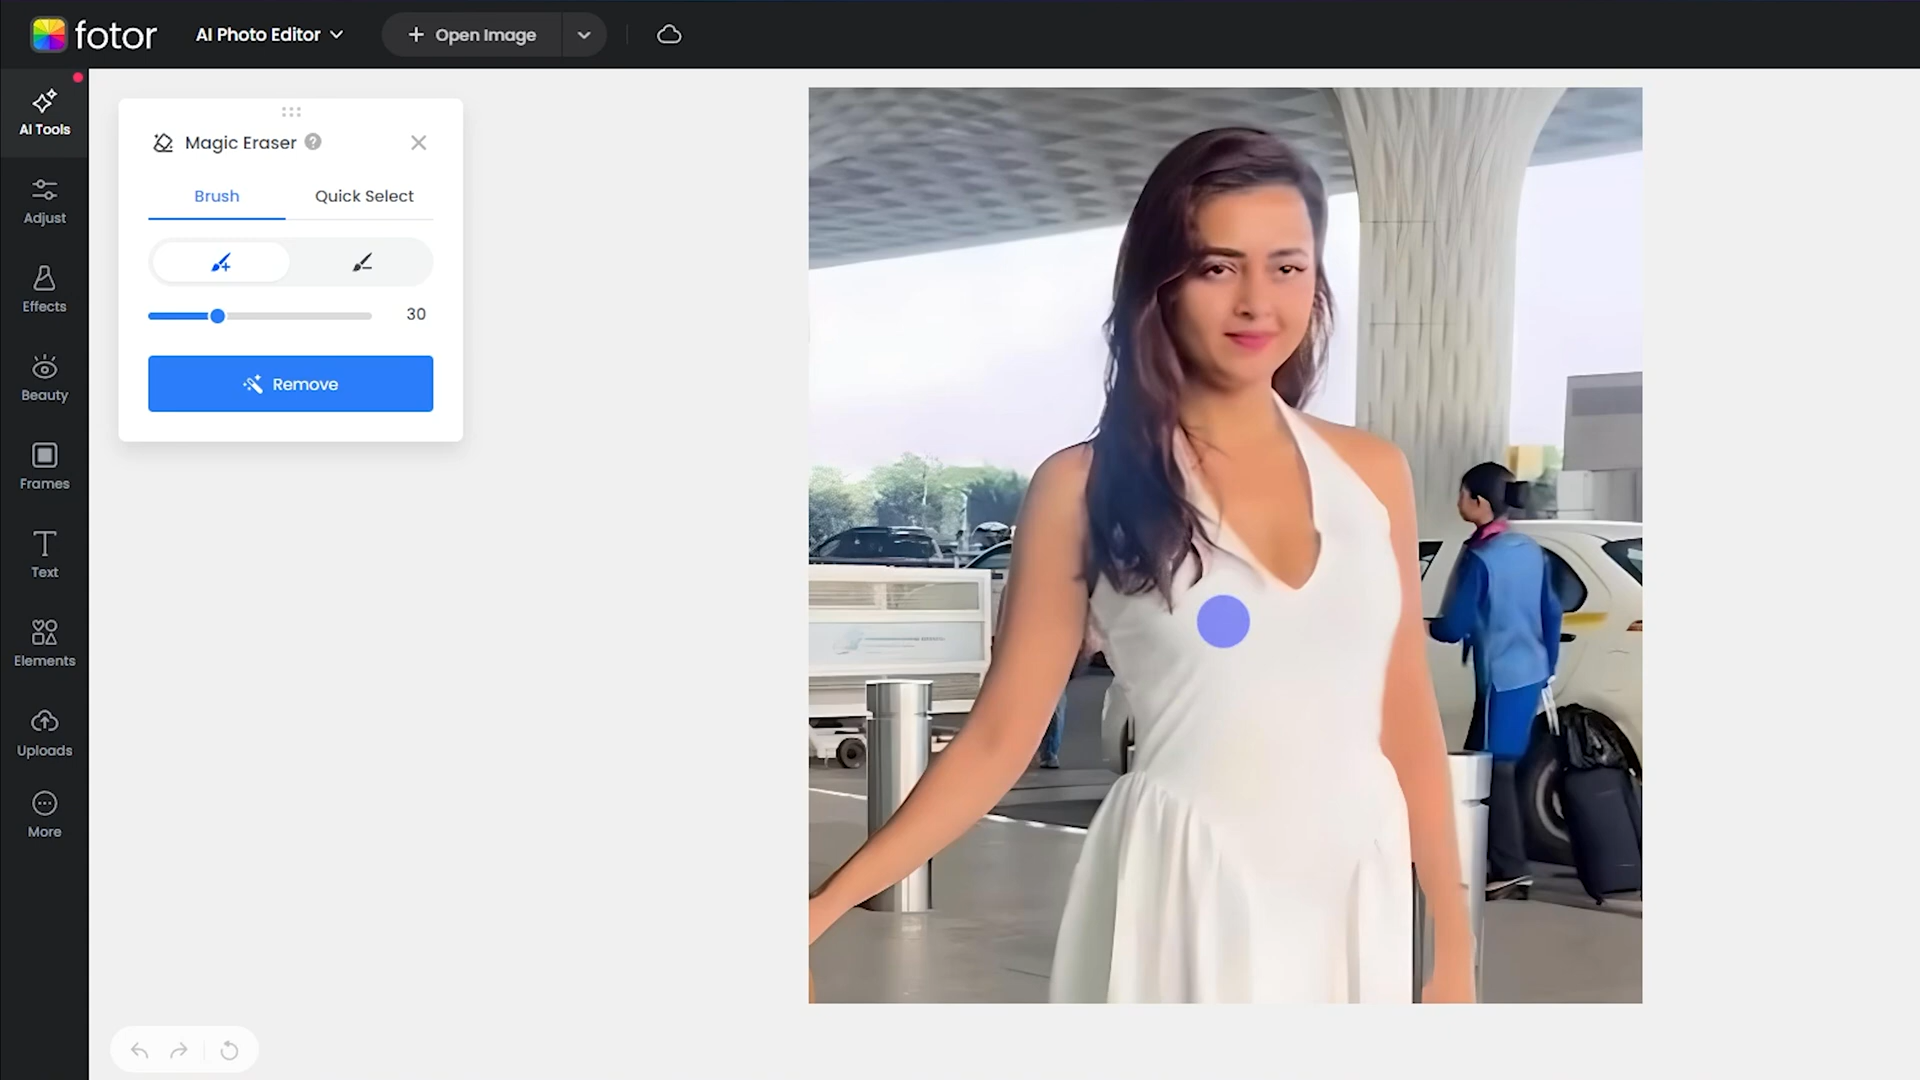 fotor
AI Photo Editor
Open Image
AI Tools
Adjust
Effects
Beauty
Frames
Text
Elements
Uploads
More
Magic Eraser
?
Brush
Quick Select
30
Remove